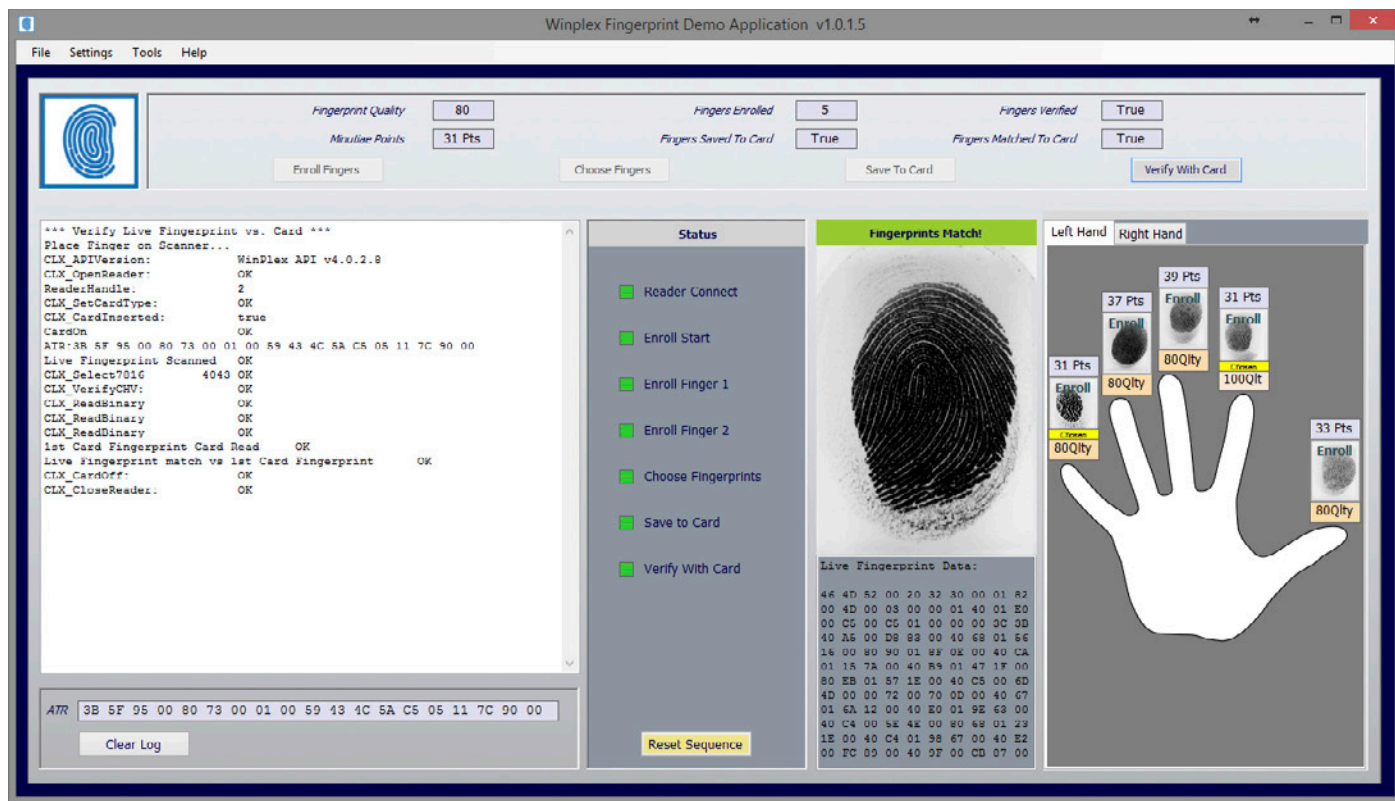 Winplex Fingerprint Demo Application v1.0.1.5
File Settings Tools Help
Fingerprint Quality 80 Fingers Enrolled 5 Fingers Verified True
Minutiae Points 31 Pts Fingers Saved To Card True Fingers Matched To Card True
Enroll Fingers Choose Fingers Save To Card Verify With Card
*** Verify Live Fingerprint vs. Card ***
Place Finger on Scanner...
CLX_APIVersion: WinPlex API v4.0.2.8
CLX_OpenReader: OK
ReaderHandle: 2
CLX_SetCardType: OK
CLX_CardInserted: true
CardOn OK
ATR:3B 5F 95 00 80 73 00 01 00 59 43 4C 5A C5 05 11 7C 90 00
Live Fingerprint Scanned OK
CLX_Select7816 4043 OK
CLX_VerifyCHV: OK
CLX_ReadBinary OK
CLX_ReadBinary OK
CLX_ReadBinary OK
1st Card Fingerprint Card Read OK
Live Fingerprint match vs 1st Card Fingerprint OK
CLX_CardOff: OK
CLX_CloseReader: OK
ATR 3B 5F 95 00 80 73 00 01 00 59 43 4C 5A C5 05 11 7C 90 00
Clear Log
Status
Reader Connect
Enroll Start
Enroll Finger 1
Enroll Finger 2
Choose Fingerprints
Save to Card
Verify With Card
Reset Sequence
Fingerprints Match!
Live Fingerprint Data:
46 4D 52 00 20 32 30 00 01 82
00 4D 00 03 00 00 01 40 01 E0
00 C5 00 C5 01 00 00 00 3C 3B
40 A5 00 D8 83 00 40 68 01 56
16 00 80 90 01 8F 0E 00 40 CA
01 15 7A 00 40 B9 01 47 1F 00
80 EB 01 57 1E 00 40 C5 00 6D
4D 00 00 72 00 70 0D 00 40 67
01 6A 12 00 40 E0 01 9E 63 00
40 C4 00 5E 4E 00 80 68 01 23
1E 00 40 C4 01 98 67 00 40 E2
00 FC 09 00 40 9F 00 CB 07 00
Left Hand Right Hand
31 Pts
Enroll
Chosen
80Qlty
37 Pts
Enroll
80Qlty
39 Pts
Enroll
80Qlty
31 Pts
Enroll
Chosen
100Qlt
33 Pts
Enroll
80Qlty